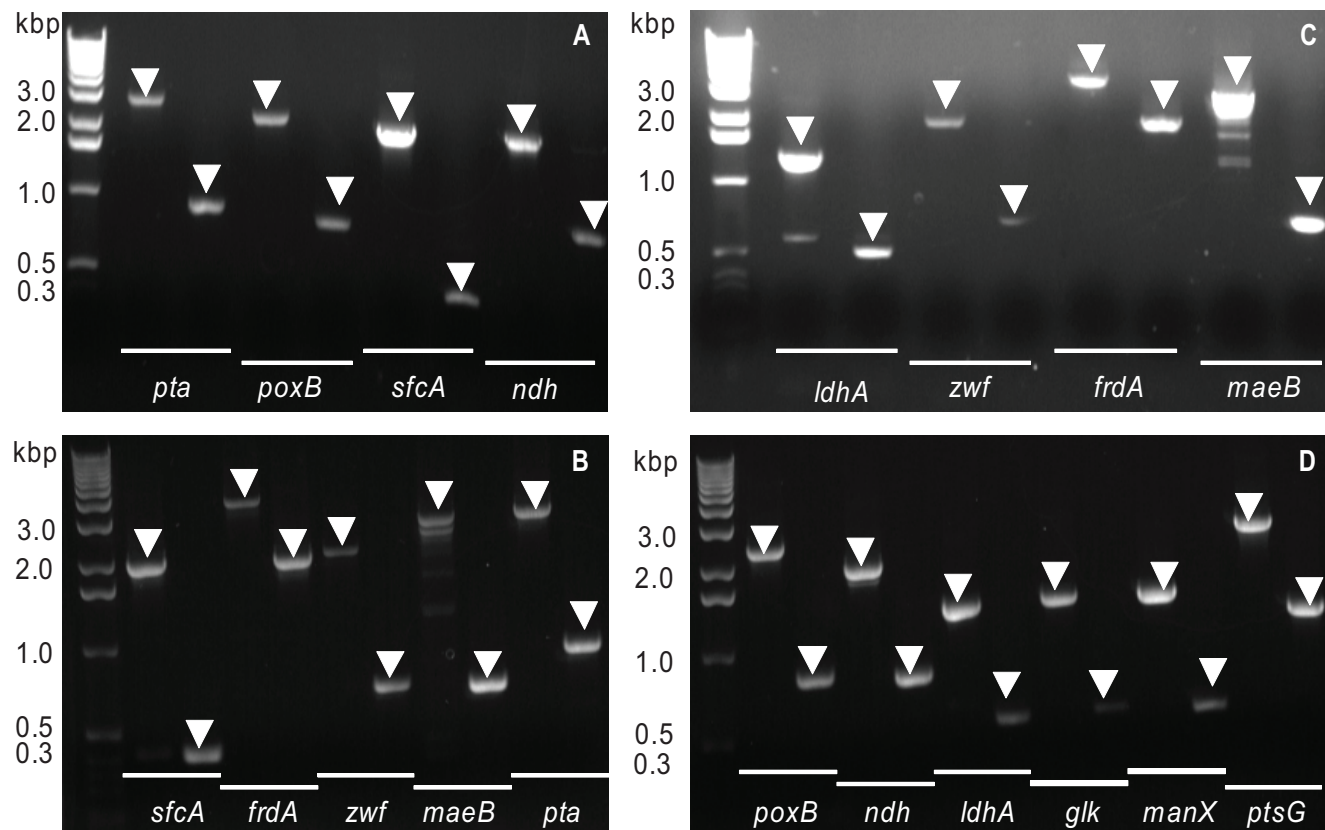 kbp
A
3.0
2.0
1.0
0.5
0.3
pta poxB sfcA ndh
kbp
C
3.0
2.0
1.0
0.5
0.3
ldhA zwf frdA maeB
kbp
B
3.0
2.0
1.0
0.5
0.3
sfcA frdA zwf maeB pta
kbp
D
3.0
2.0
1.0
0.5
0.3
poxB ndh ldhA glk manX ptsG